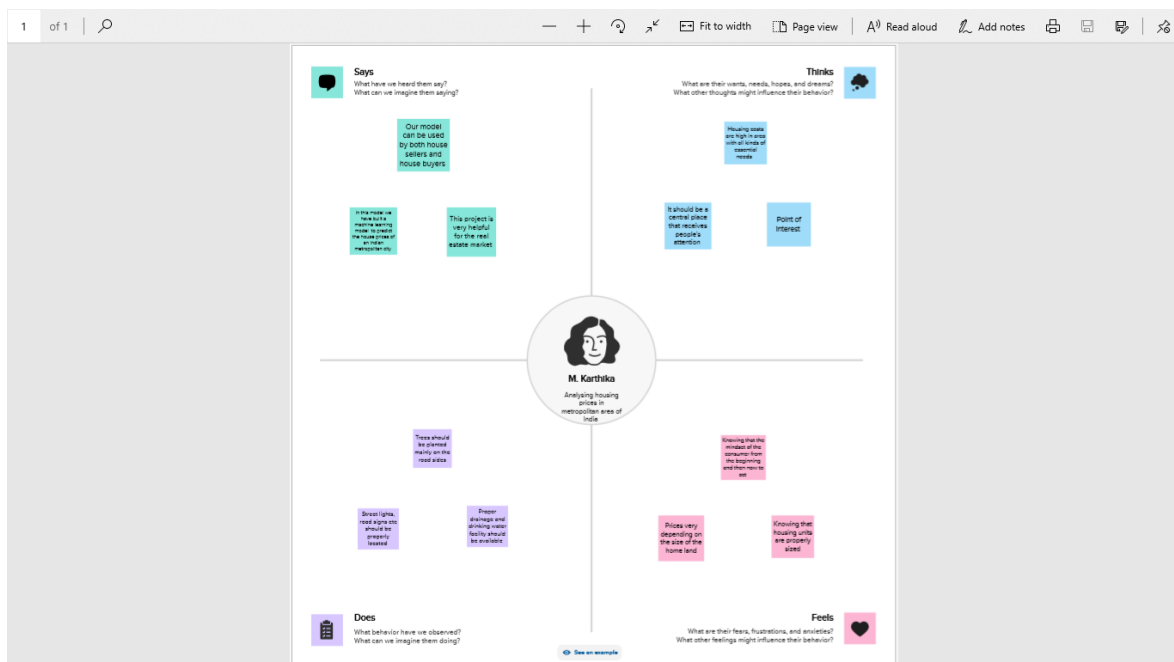 1 of 1
Fit to width
Page view
Read aloud
Add notes
Says
What have we heard them say?
What can we imagine them saying?
Thinks
What are their wants, needs, hopes, and dreams?
What other thoughts might influence their behavior?
Our model
can be used
by both house
sellers and
house buyers
In this model we
have built a
machine learning
model to predict
the house prices of
an Indian
metropolitan city
This project is
very helpful
for the real
estate market
Housing costs
are high in area
with all kinds of
essential
needs
It should be a
central place
that receives
people's
attention
Point of
Interest
M. Karthika
Analysing housing
prices in
metropolitan area of
India
Trees should
be planted
mainly on the
road sides
Street lights,
road signs etc
should be
properly
located
Proper
drainage and
drinking water
facility should
be available
Knowing that the
mindset of the
consumer from
the beginning
and then now to
Prices very
depending on
the size of the
home land
Knowing that
housing units
are properly
sized
Does
What behavior have we observed?
What can we imagine them doing?
Feels
What are their fears, frustrations, and anxieties?
What other feelings might influence their behavior?
See an example